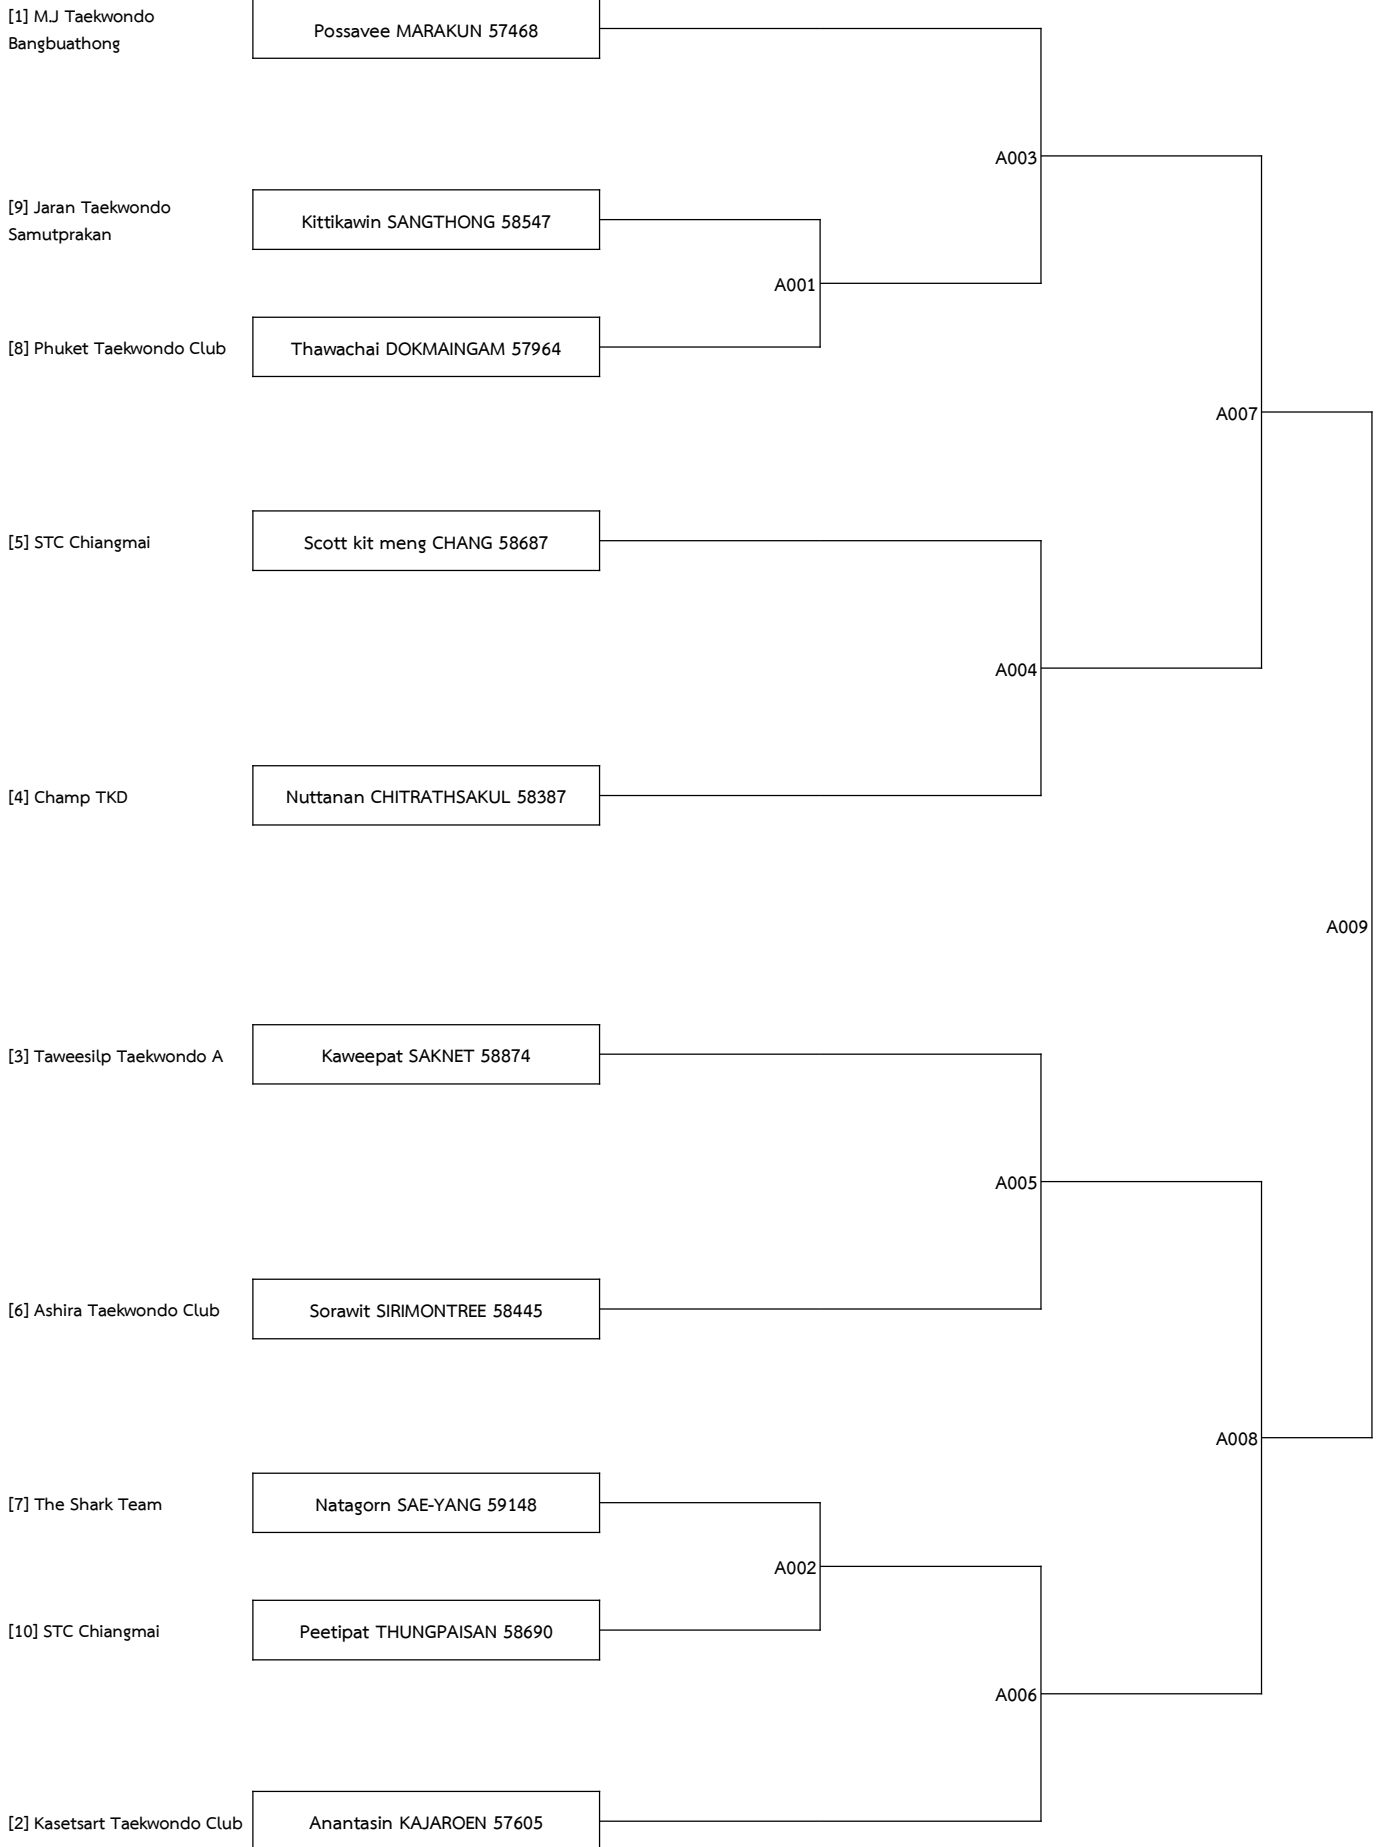 [1] M.J Taekwondo
Bangbuathong
Possavee MARAKUN 57468
A003
[9] Jaran Taekwondo
Samutprakan
Kittikawin SANGTHONG 58547
A001
[8] Phuket Taekwondo Club
Thawachai DOKMAINGAM 57964
A007
[5] STC Chiangmai
Scott kit meng CHANG 58687
A004
[4] Champ TKD
Nuttanan CHITRATHSAKUL 58387
A009
[3] Taweesilp Taekwondo A
Kaweepat SAKNET 58874
A005
[6] Ashira Taekwondo Club
Sorawit SIRIMONTREE 58445
A008
[7] The Shark Team
Natagorn SAE-YANG 59148
A002
[10] STC Chiangmai
Peetipat THUNGPAISAN 58690
A006
[2] Kasetsart Taekwondo Club
Anantasin KAJAROEN 57605